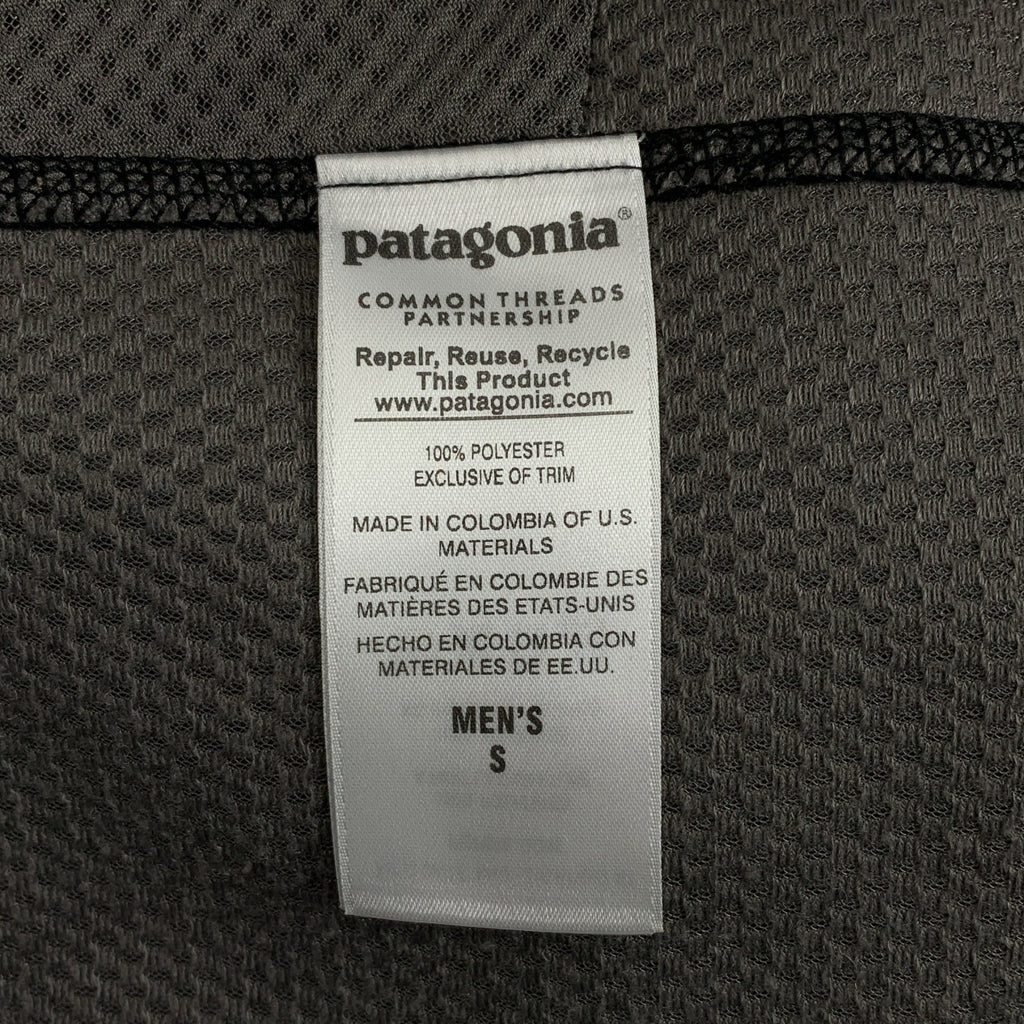 patagonia®
COMMON THREADS
PARTNERSHIP
Repair, Reuse, Recycle
This Product
www.patagonia.com
100% POLYESTER
EXCLUSIVE OF TRIM
MADE IN COLOMBIA OF U.S.
MATERIALS
FABRIQUÉ EN COLOMBIE DES
MATIÈRES DES ETATS-UNIS
HECHO EN COLOMBIA CON
MATERIALES DE EE.UU.
MEN'S
S